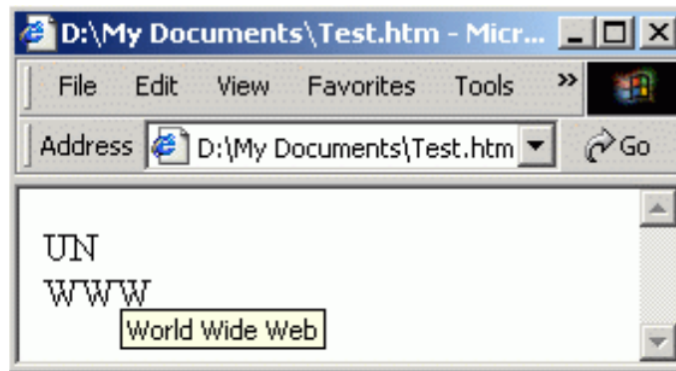 D:\My Documents\Test.htm - Micr...
File Edit View Favorites Tools »
Address D:\My Documents\Test.htm Go
UN
WWW
World Wide Web